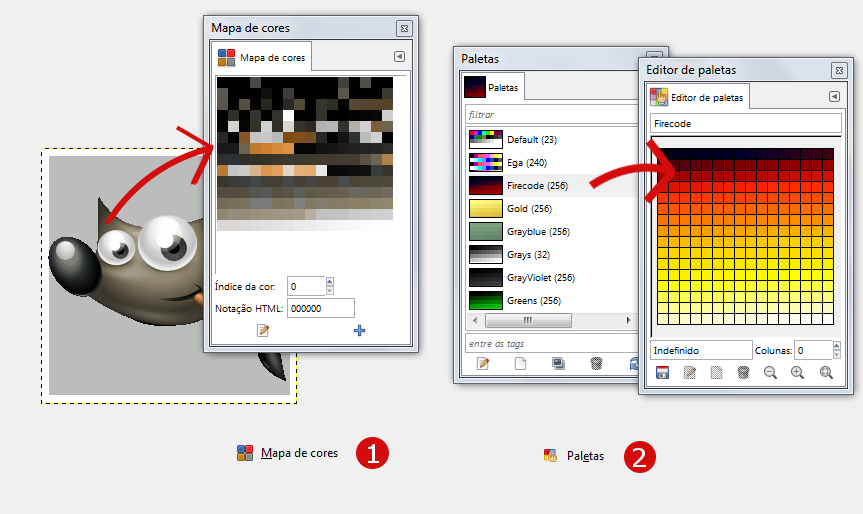 Mapa de cores
Mapa de cores
Índice da cor:
0
Notação HTML:
000000
Paletas
Paletas
filtrar
Default (23)
Ega (240)
Firecode (256)
Gold (256)
Grayblue (256)
Grays (32)
GrayViolet (256)
Greens (256)
entre as tags
Editor de paletas
Editor de paletas
Firecode
Indefinido
Colunas:
0
Mapa de cores
1
Paletas
2